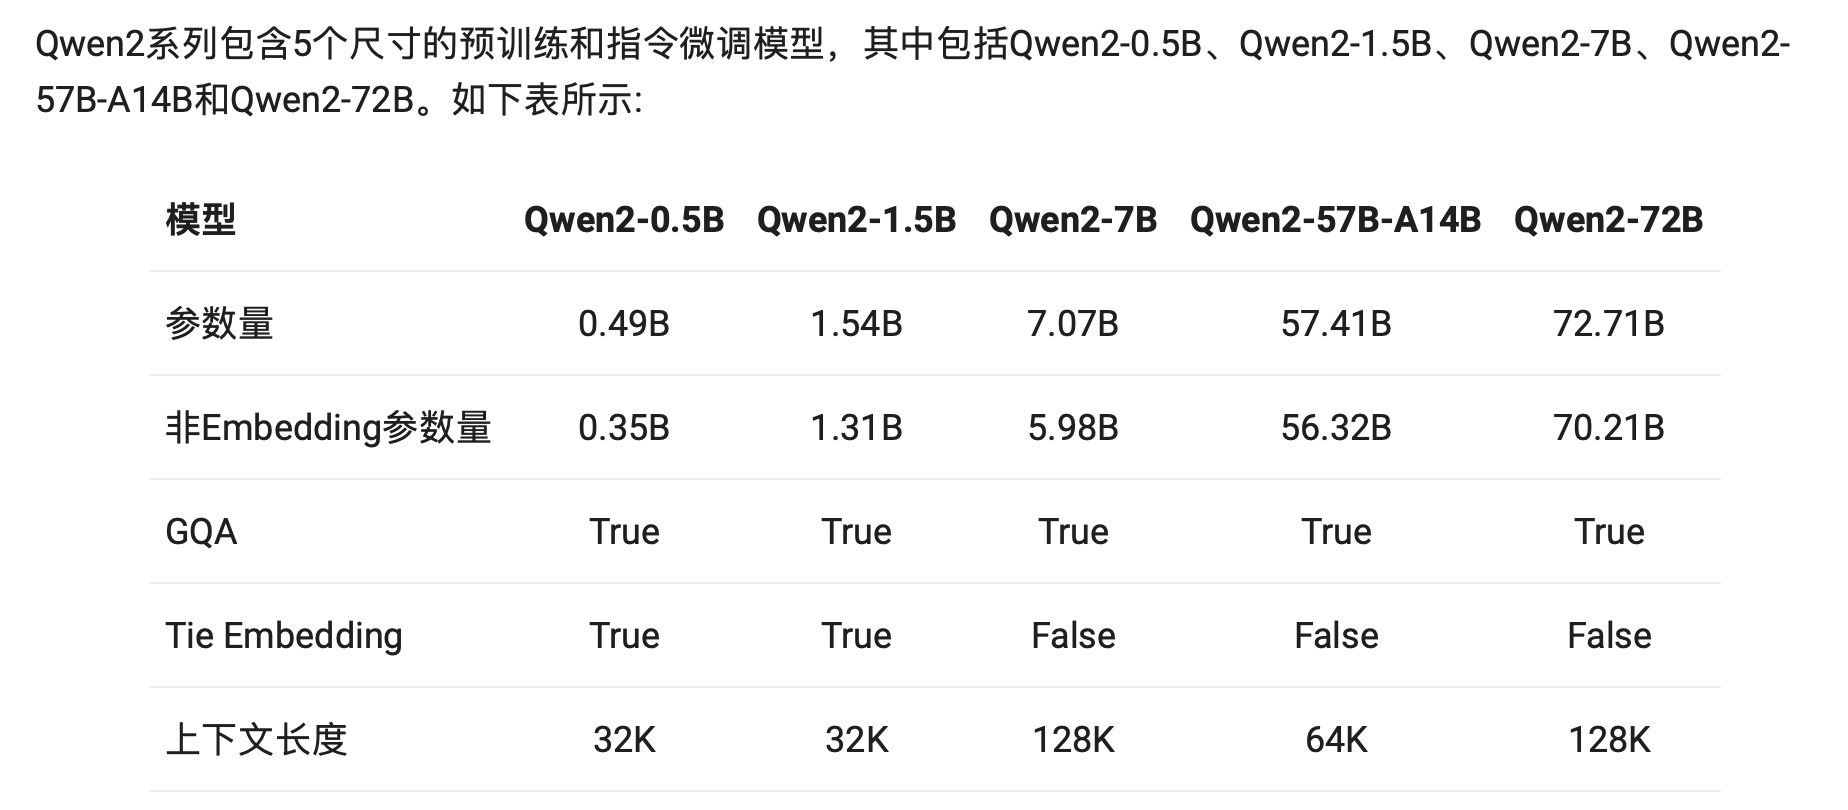 Qwen2系列包含5个尺寸的预训练和指令微调模型，其中包括Qwen2-0.5B、Qwen2-1.5B、Qwen2-7B、Qwen2-
57B-A14B和Qwen2-72B。如下表所示:
模型 Qwen2-0.5B Qwen2-1.5B Qwen2-7B Qwen2-57B-A14B Qwen2-72B
参数量 0.49B 1.54B 7.07B 57.41B 72.71B
非Embedding参数量 0.35B 1.31B 5.98B 56.32B 70.21B
GQA True True True True True
Tie Embedding True True False False False
上下文长度 32K 32K 128K 64K 128K